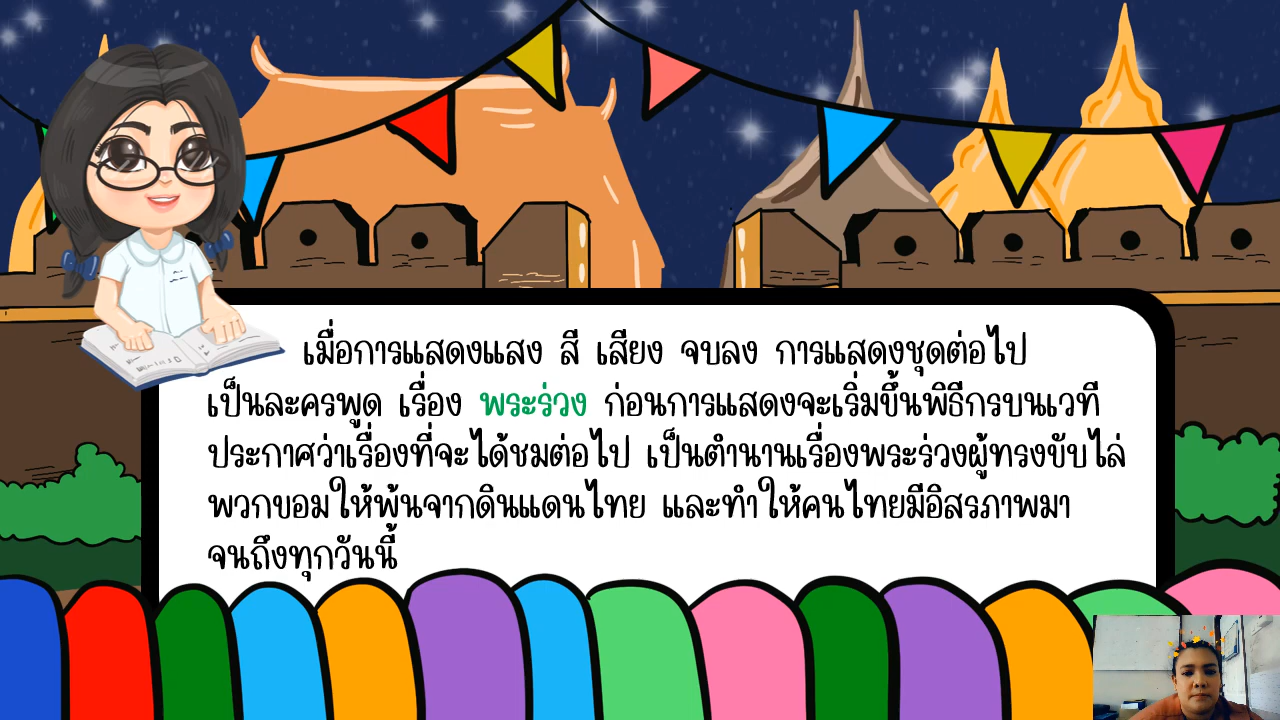 เมื่อการแสดงแสง สี เสียง จบลง การแสดงชุดต่อไป
เป็นละครพูด เรื่อง พระร่วง ก่อนการแสดงจะเริ่มขึ้นพิธีกรบนเวที
ประกาศว่าเรื่องที่จะได้ชมต่อไป เป็นตำนานเรื่องพระร่วงผู้ทรงขับไล่
พวกขอมให้พ้นจากดินแดนไทย และทำให้คนไทยมีอิสรภาพมา
จนถึงทุกวันนี้